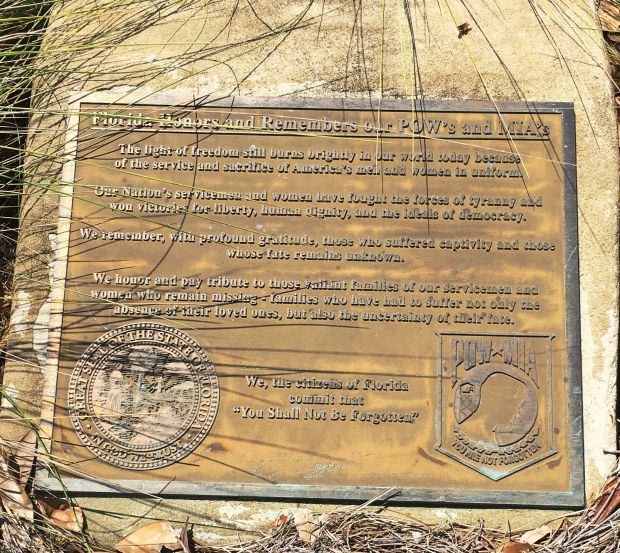 Florida Honors and Remembers our POW's and MIA's
The light of freedom still burns brightly in our world today because
of the service and sacrifice of America's men and women in uniform.
Our Nation's servicemen and women have fought the forces of tyranny and
won victories for liberty, human dignity, and the ideals of democracy.
We remember, with profound gratitude, those who suffered captivity and those
whose fate remains unknown.
We honor and pay tribute to those valiant families of our servicemen and
women who remain missing - families who have had to suffer not only the
absence of their loved ones, but also the uncertainty of their fate.
GREAT SEAL OF THE STATE OF FLORIDA
IN GOD WE TRUST
We, the citizens of Florida
commit that
"You Shall Not Be Forgotten"
POW★MIA
YOU ARE NOT FORGOTTEN